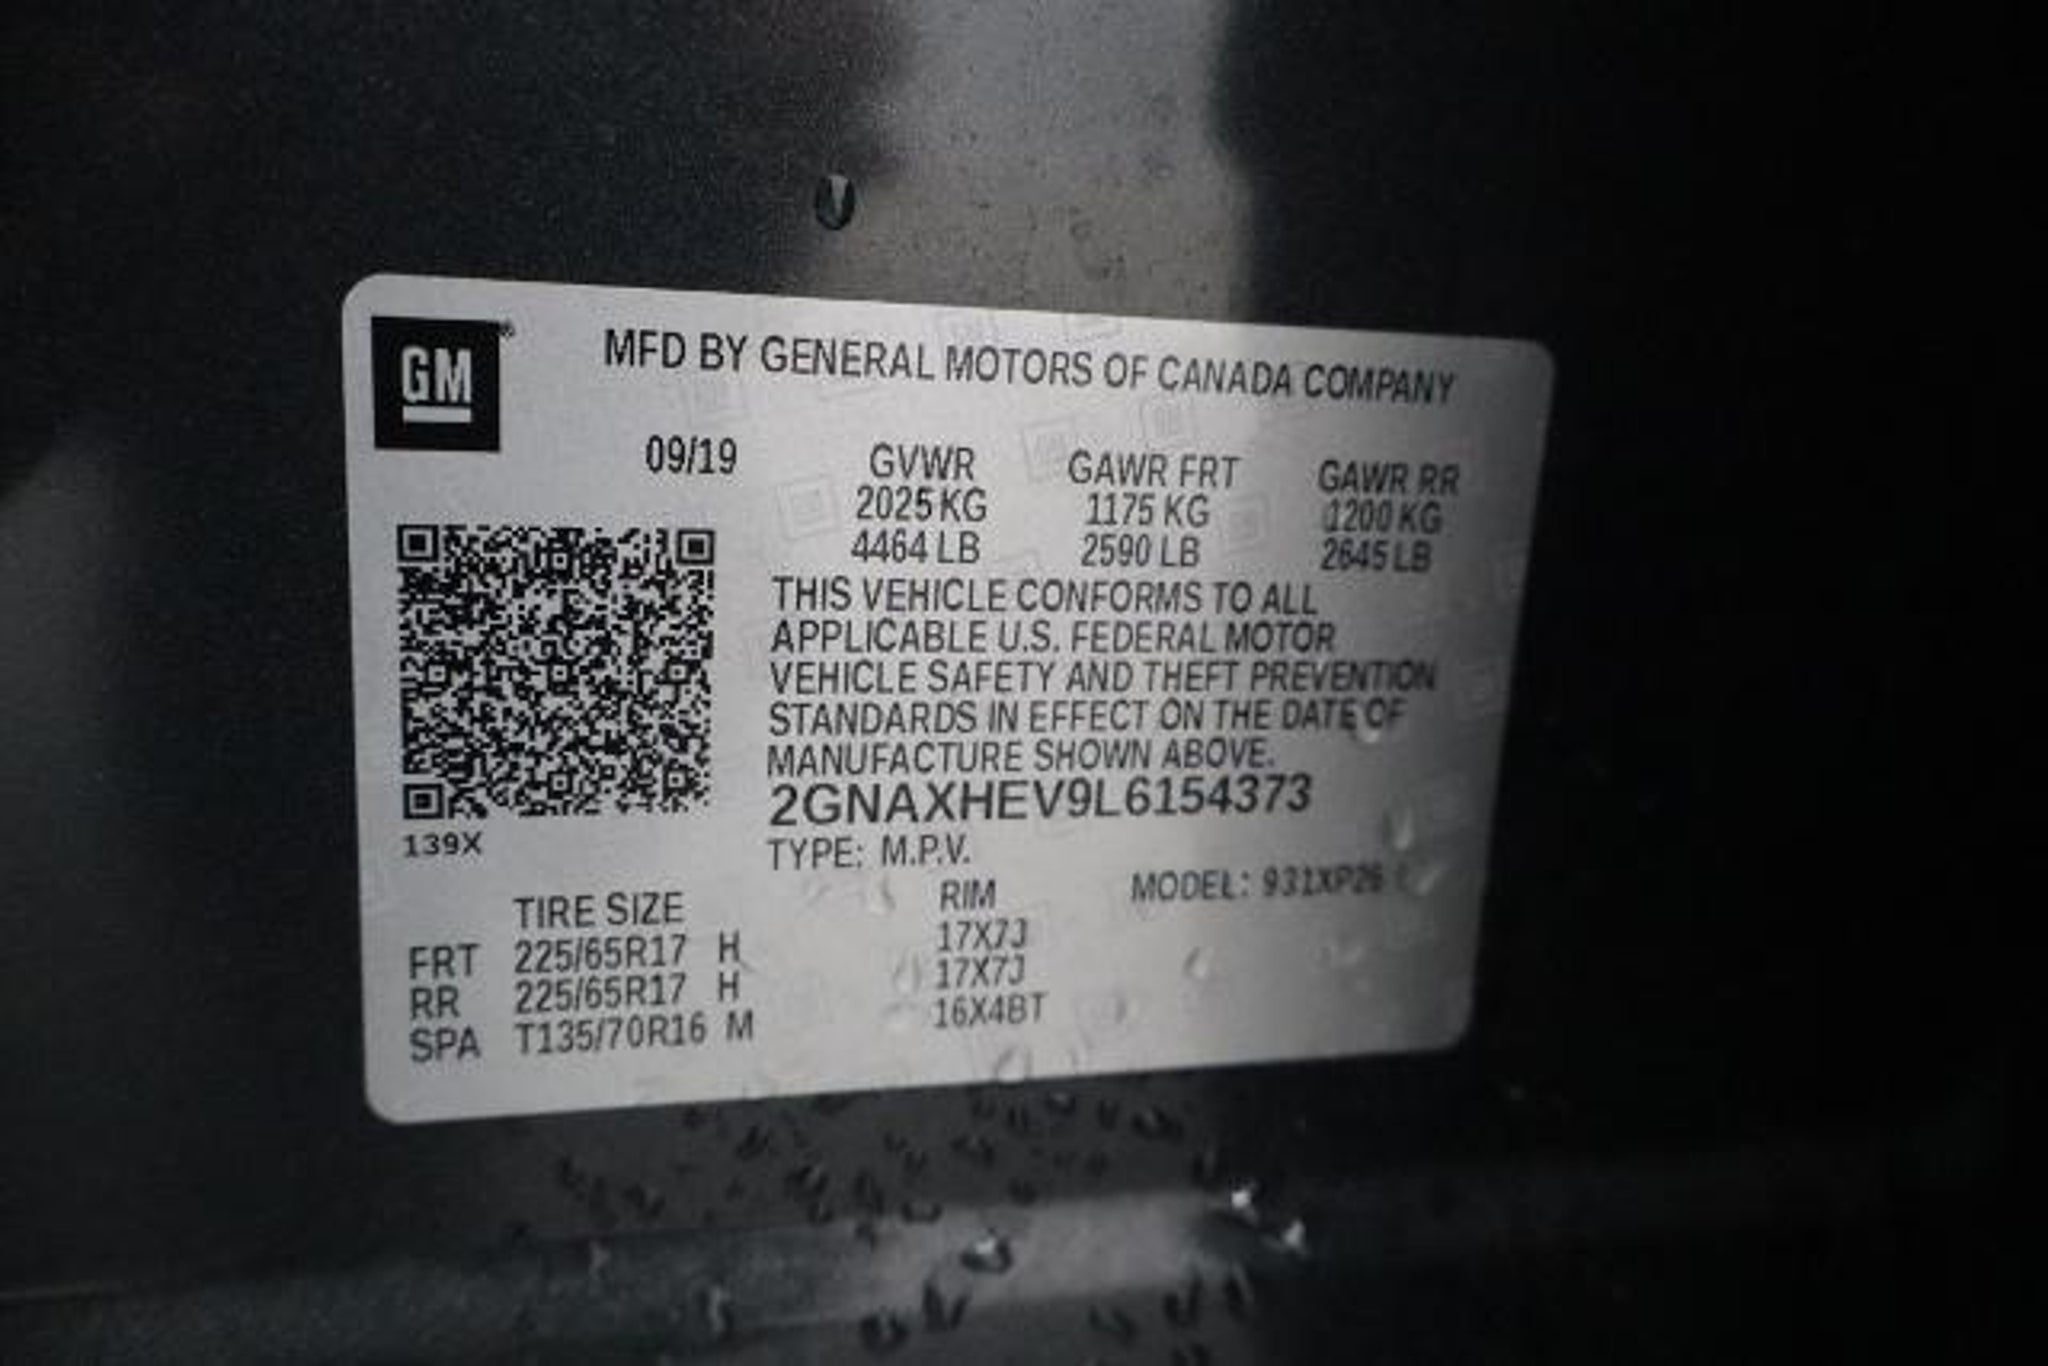 GM
MFD BY GENERAL MOTORS OF CANADA COMPANY
09/19 GVWR GAWR FRT GAWR RR
2025 KG 1175 KG 1200 KG
4464 LB 2590 LB 2645 LB
THIS VEHICLE CONFORMS TO ALL
APPLICABLE U.S. FEDERAL MOTOR
VEHICLE SAFETY AND THEFT PREVENTION
STANDARDS IN EFFECT ON THE DATE OF
MANUFACTURE SHOWN ABOVE.
2GNAXHEV9L6154373
139X
TYPE: M.P.V. MODEL: 931XP26
TIRE SIZE RIM
FRT 225/65R17 H 17X7J
RR 225/65R17 H 17X7J
SPA T135/70R16 M 16X4BT